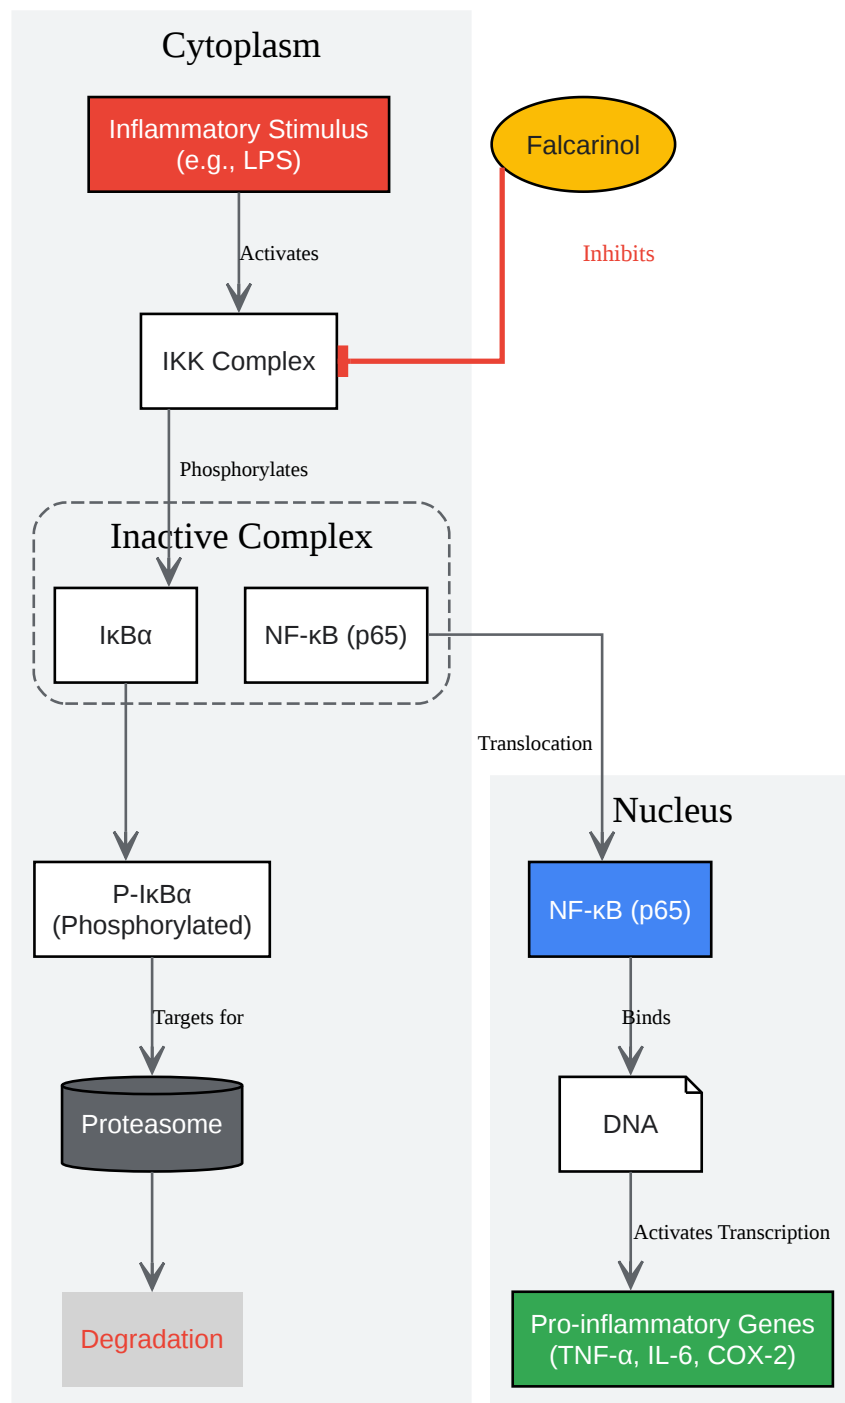 Cytoplasm
Inflammatory Stimulus
(e.g., LPS)
Falcarinol
Activates
Inhibits
IKK Complex
Phosphorylates
Inactive Complex
IκBα
NF-κB (p65)
Translocation
Nucleus
P-IκBα
(Phosphorylated)
NF-κB (p65)
Targets for
Binds
Proteasome
DNA
Activates Transcription
Degradation
Pro-inflammatory Genes
(TNF-α, IL-6, COX-2)